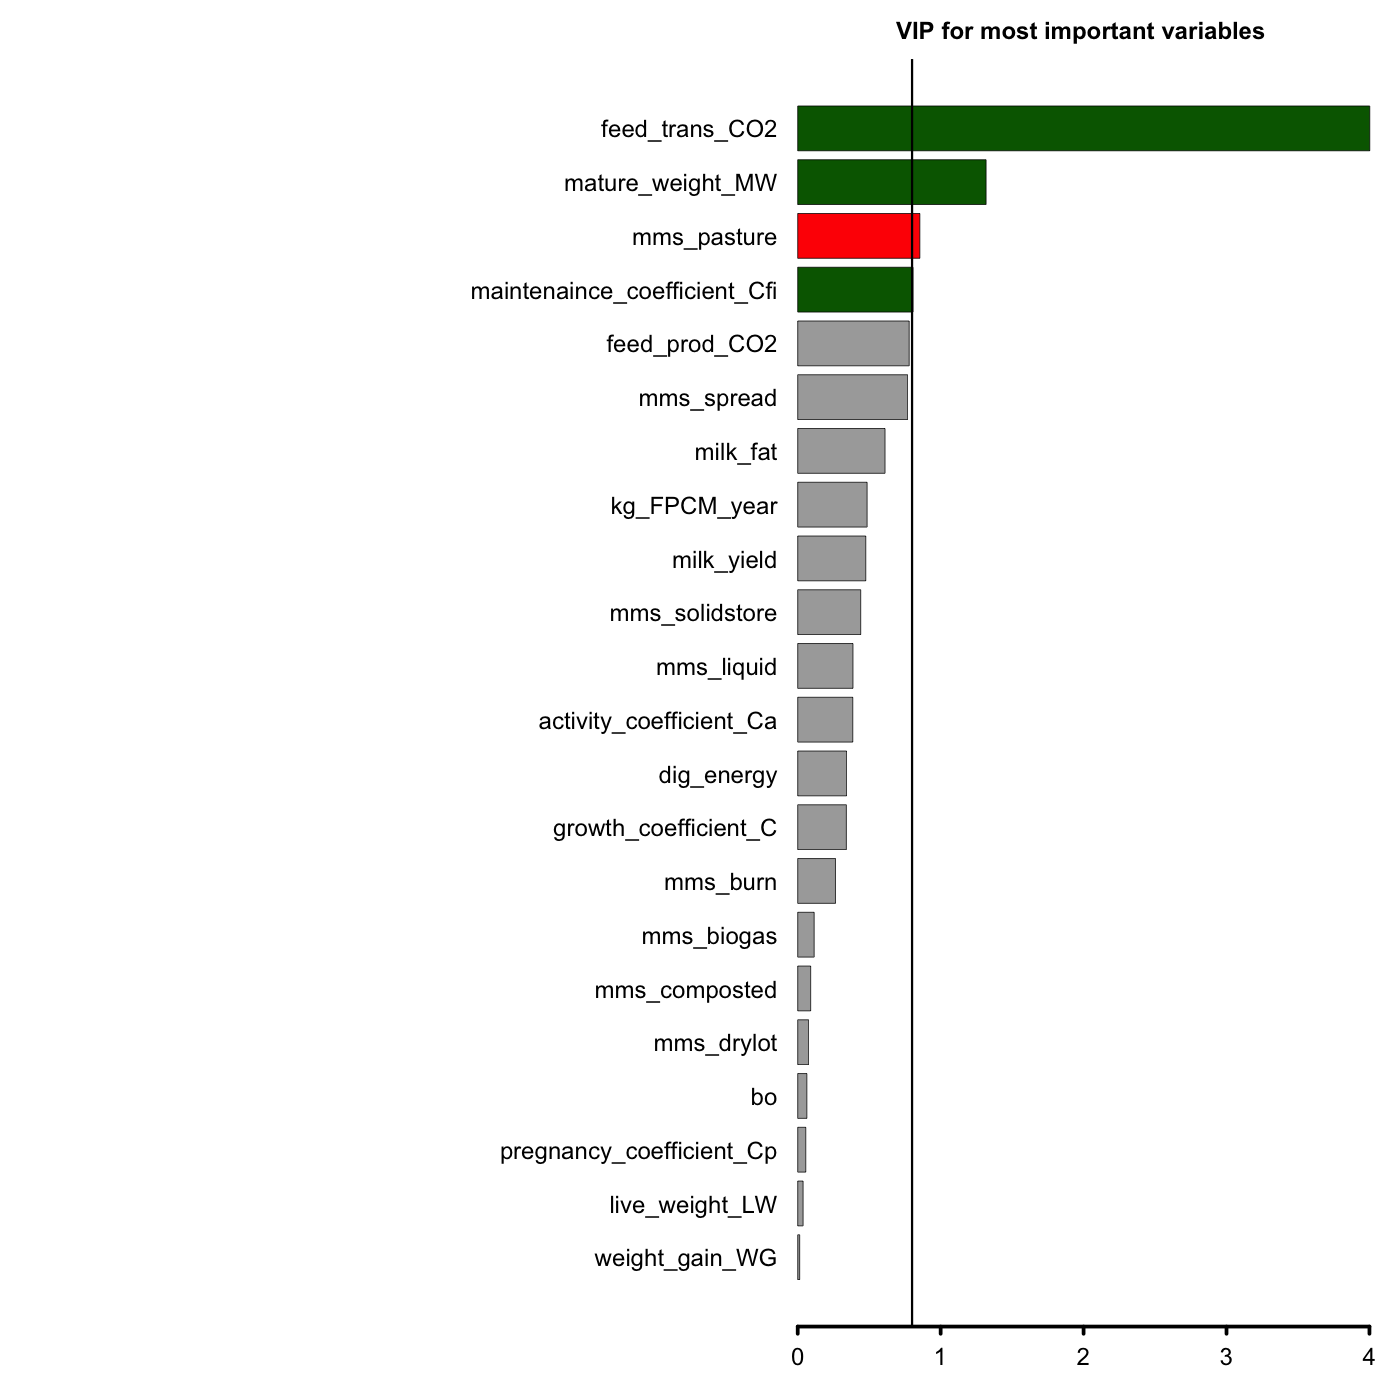 VIP for most important variables
feed_trans_CO2
mature_weight_MW
mms_pasture
maintenaince_coefficient_Cfi
feed_prod_CO2
mms_spread
milk_fat
kg_FPCM_year
milk_yield
mms_solidstore
mms_liquid
activity_coefficient_Ca
dig_energy
growth_coefficient_C
mms_burn
mms_biogas
mms_composted
mms_drylot
bo
pregnancy_coefficient_Cp
live_weight_LW
weight_gain_WG
0 1 2 3 4